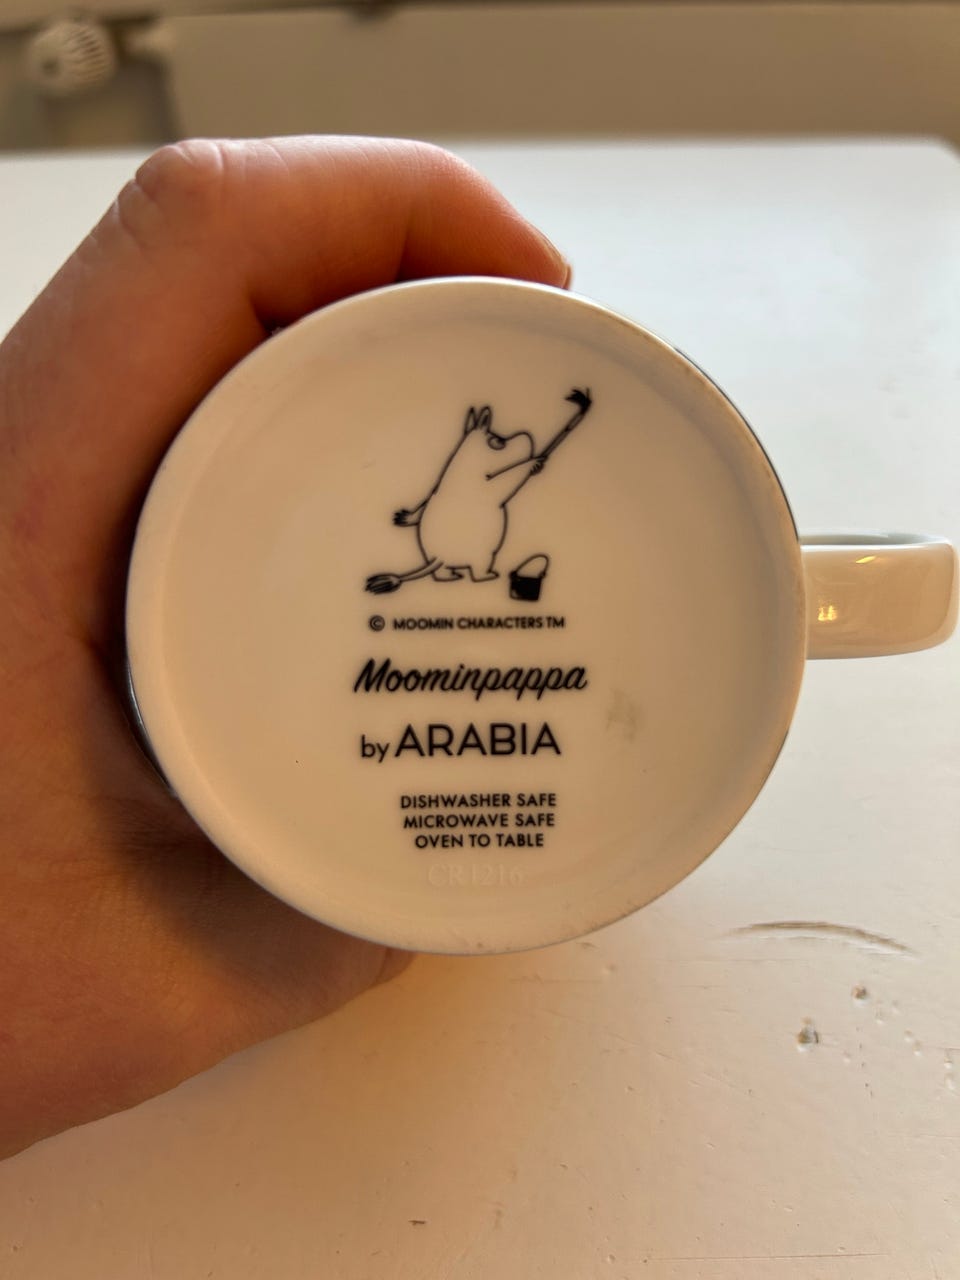 © MOOMIN CHARACTERS TM
Moominpappa
by ARABIA
DISHWASHER SAFE
MICROWAVE SAFE
OVEN TO TABLE
CR1216